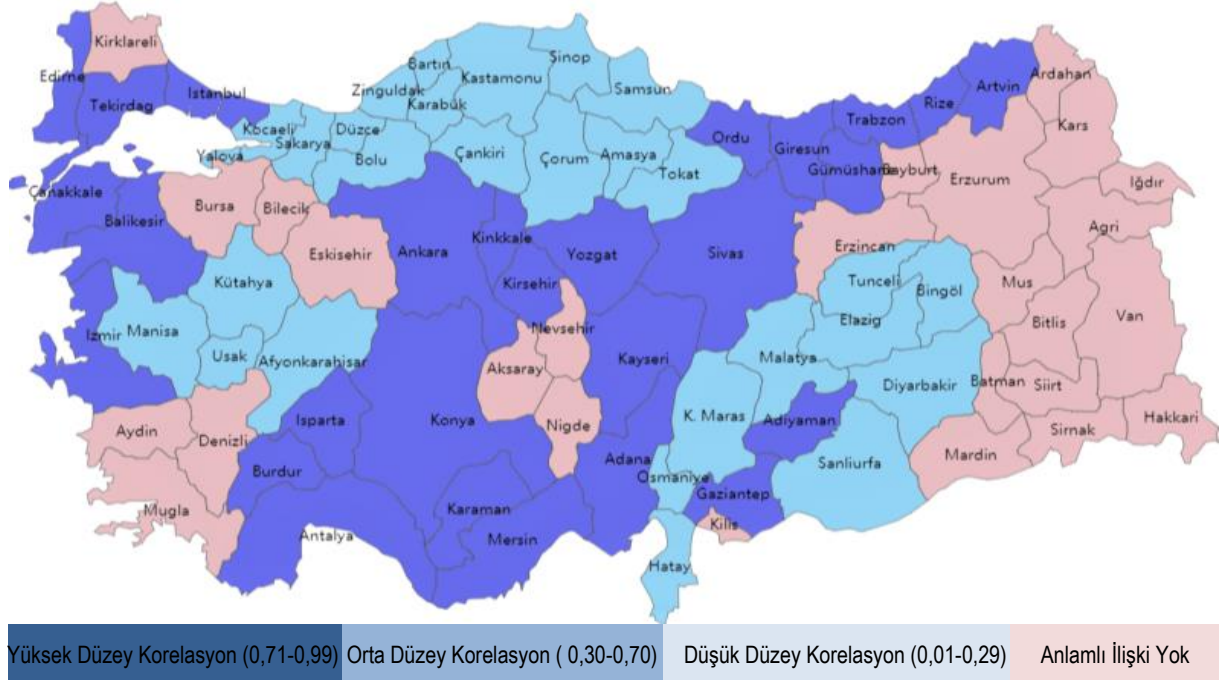 Kirklareli
Edirne
Tekirdag
Istanbul
Bartın
Kastamonu
Sinop
Zinguldak
Karabük
Samsun
Kocaeli
Düzce
Sakarya
Yalova
Bolu
Çankiri
Çorum
Amasya
Tokat
Ordu
Giresun
Trabzon
Rize
Artvin
Ardahan
Kars
Gümüshane
Bayburt
Erzurum
Iğdır
Agri
Çanakkale
Balikesir
Bursa
Bilecik
Eskisehir
Ankara
Kinkkale
Yozgat
Sivas
Erzincan
Kirsehir
Tunceli
Bingöl
Mus
Kütahya
Elazig
Bitlis
Van
Izmir
Manisa
Usak
Afyonkarahisar
Nevsehir
Aksaray
Kayseri
Malatya
Diyarbakir
Batman
Siirt
Aydin
Denizli
Isparta
Konya
Nigde
K. Maras
Adiyaman
Sirnak
Hakkari
Mardin
Burdur
Adana
Osmaniye
Sanliurfa
Gaziantep
Mugla
Karaman
Kilis
Antalya
Mersin
Hatay
Yüksek Düzey Korelasyon (0,71-0,99) Orta Düzey Korelasyon ( 0,30-0,70) Düşük Düzey Korelasyon (0,01-0,29) Anlamlı İlişki Yok